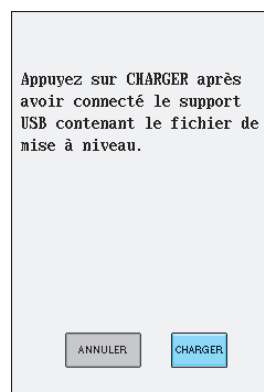 Appuyez sur CHARGER après
avoir connecté le support
USB contenant le fichier de
mise à niveau.
ANNULER CHARGER